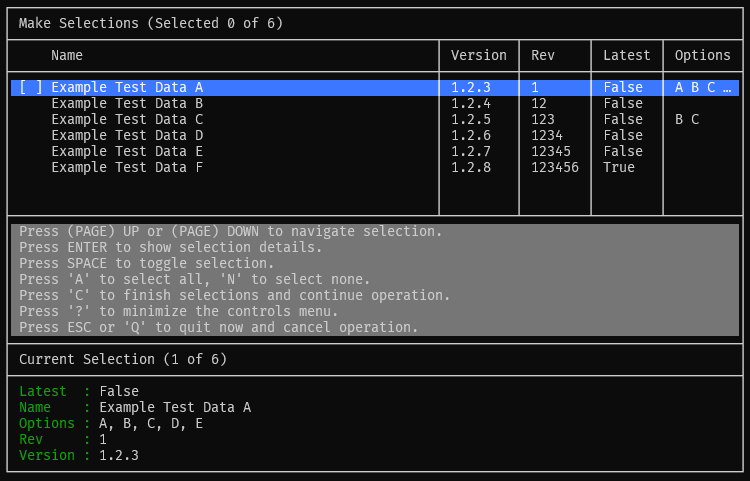 Make Selections (Selected 0 of 6)
Name Version Rev Latest Options
[ ] Example Test Data A 1.2.3 1 False A B C …
Example Test Data B 1.2.4 12 False
Example Test Data C 1.2.5 123 False B C
Example Test Data D 1.2.6 1234 False
Example Test Data E 1.2.7 12345 False
Example Test Data F 1.2.8 123456 True
Press (PAGE) UP or (PAGE) DOWN to navigate selection.
Press ENTER to show selection details.
Press SPACE to toggle selection.
Press 'A' to select all, 'N' to select none.
Press 'C' to finish selections and continue operation.
Press '?' to minimize the controls menu.
Press ESC or 'Q' to quit now and cancel operation.
Current Selection (1 of 6)
Latest : False
Name : Example Test Data A
Options : A, B, C, D, E
Rev : 1
Version : 1.2.3